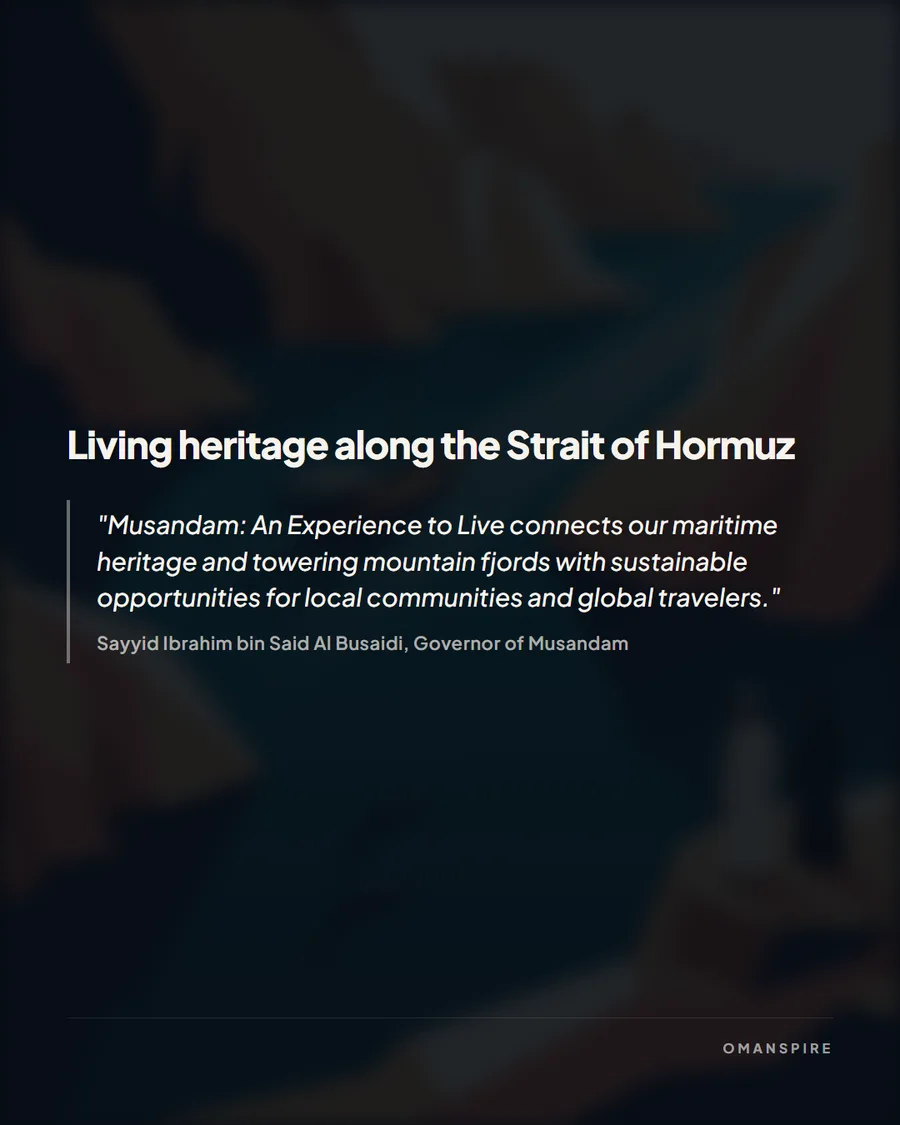 Living heritage along the Strait of Hormuz
"Musandam: An Experience to Live connects our maritime
heritage and towering mountain fjords with sustainable
opportunities for local communities and global travelers."
Sayyid Ibrahim bin Said Al Busaidi, Governor of Musandam
OMANSPIRE